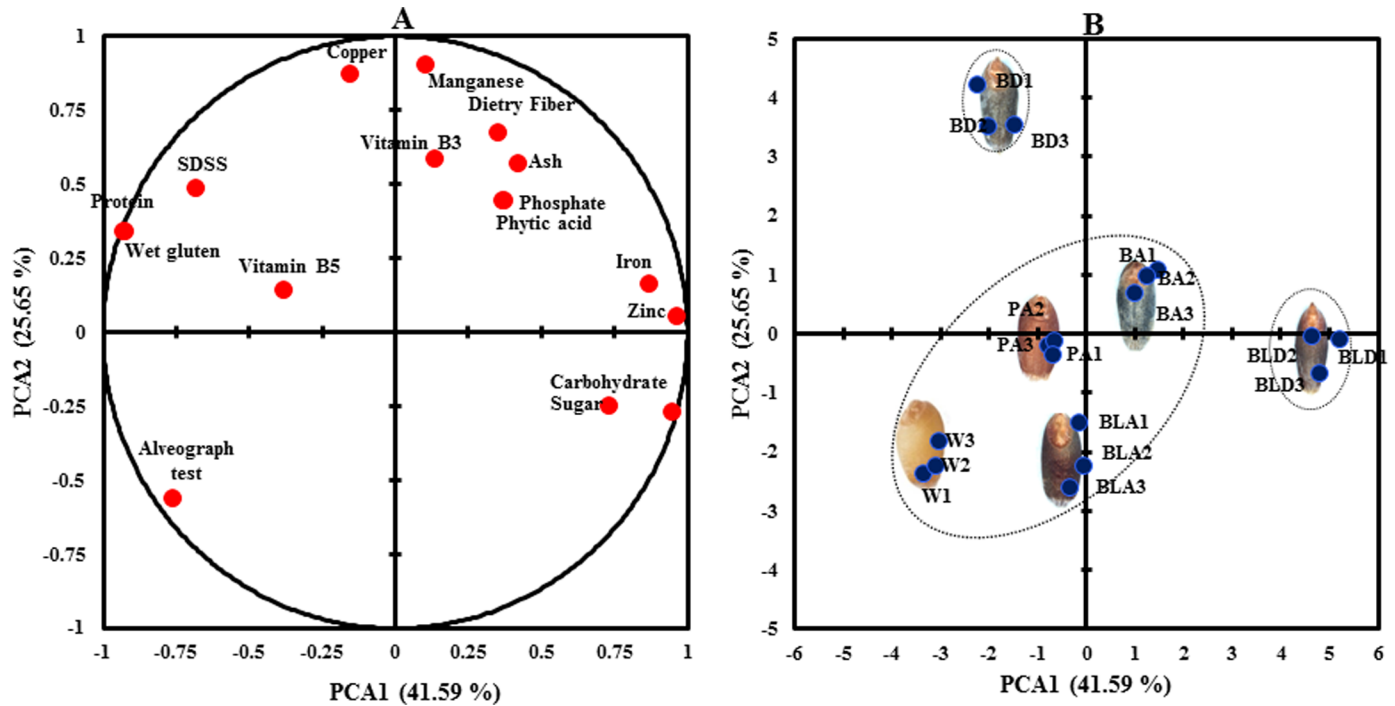 A
1
0.75
0.5
0.25
0
-0.25
-0.5
-0.75
-1
PCA2 (25.65 %)
Copper
Manganese
Dietry Fiber
Vitamin B3
Ash
SDSS
Phosphate
Phytic acid
Protein
Wet gluten
Vitamin B5
Iron
Zinc
Carbohydrate
Sugar
Alveograph
test
-1 -0.75 -0.5 -0.25 0 0.25 0.5 0.75 1
PCA1 (41.59 %)
B
5
4
3
2
1
0
-1
-2
-3
-4
-5
PCA2 (25.65 %)
BD1
BD2
BD3
BA1
BA2
BA3
PA2
PA3
PA1
BLD2
BLD1
BLD3
BLA1
BLA2
BLA3
W3
W2
W1
-6 -5 -4 -3 -2 -1 0 1 2 3 4 5 6
PCA1 (41.59 %)